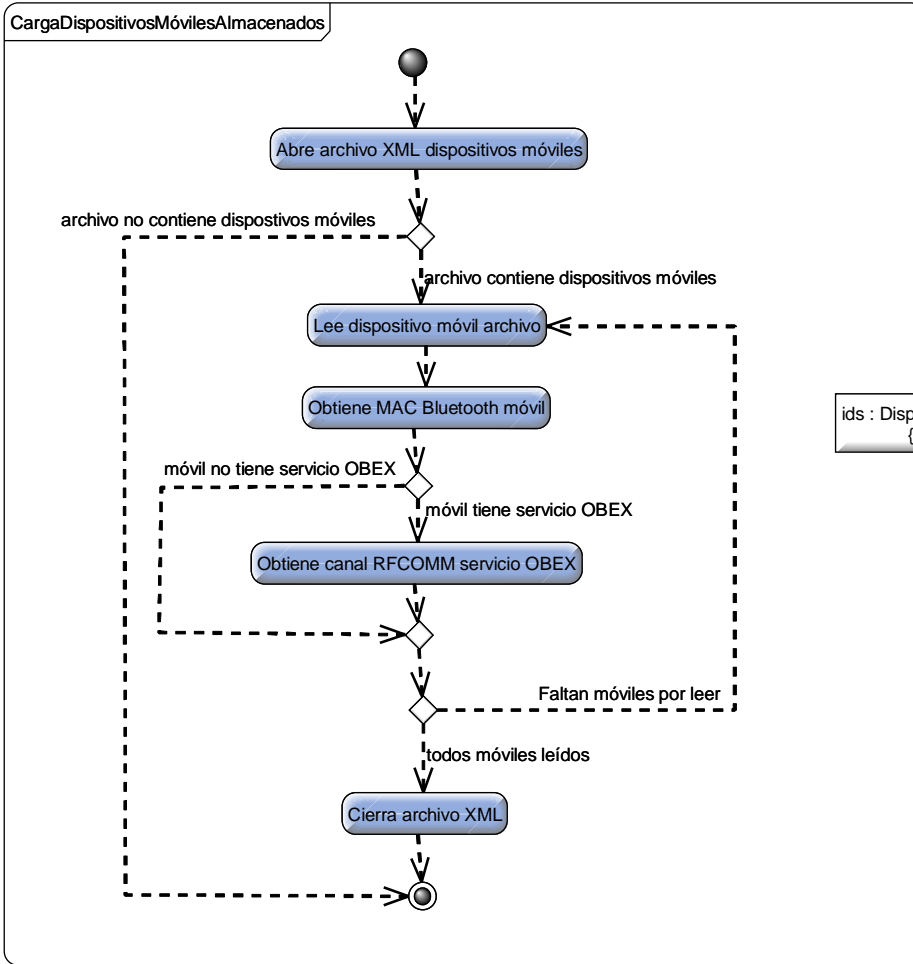 CargaDispositivosMóvilesAlmacenados
Abre archivo XML dispositivos móviles
archivo no contiene dispostivos móviles
archivo contiene dispositivos móviles
Lee dispositivo móvil archivo
Obtiene MAC Bluetooth móvil
ids : Disp
{
móvil no tiene servicio OBEX
móvil tiene servicio OBEX
Obtiene canal RFCOMM servicio OBEX
Faltan móviles por leer
todos móviles leídos
Cierra archivo XML